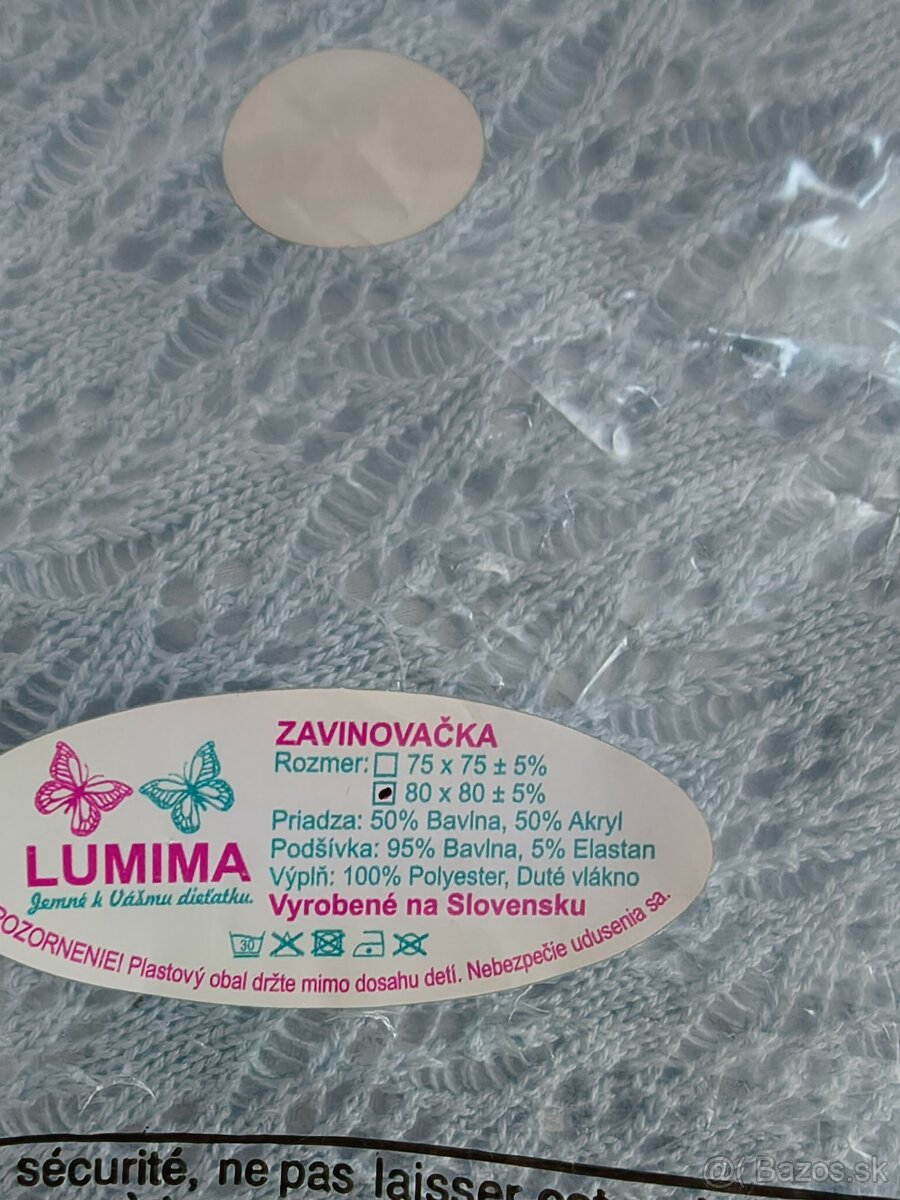 ZAVINOVAČKA
Rozmer: 75 x 75 ± 5%
80 x 80 ± 5%
Priadza: 50% Bavlna, 50% Akryl
Podšívka: 95% Bavlna, 5% Elastan
Výplň: 100% Polyester, Duté vlákno
Vyrobené na Slovensku
LUMIMA
Jemné k Vášmu dieťatku.
30
POZORNENIE! Plastový obal držte mimo dosahu detí. Nebezpečie udusenia sa.
sécurité, ne pas laisser
@( Bazos.sk